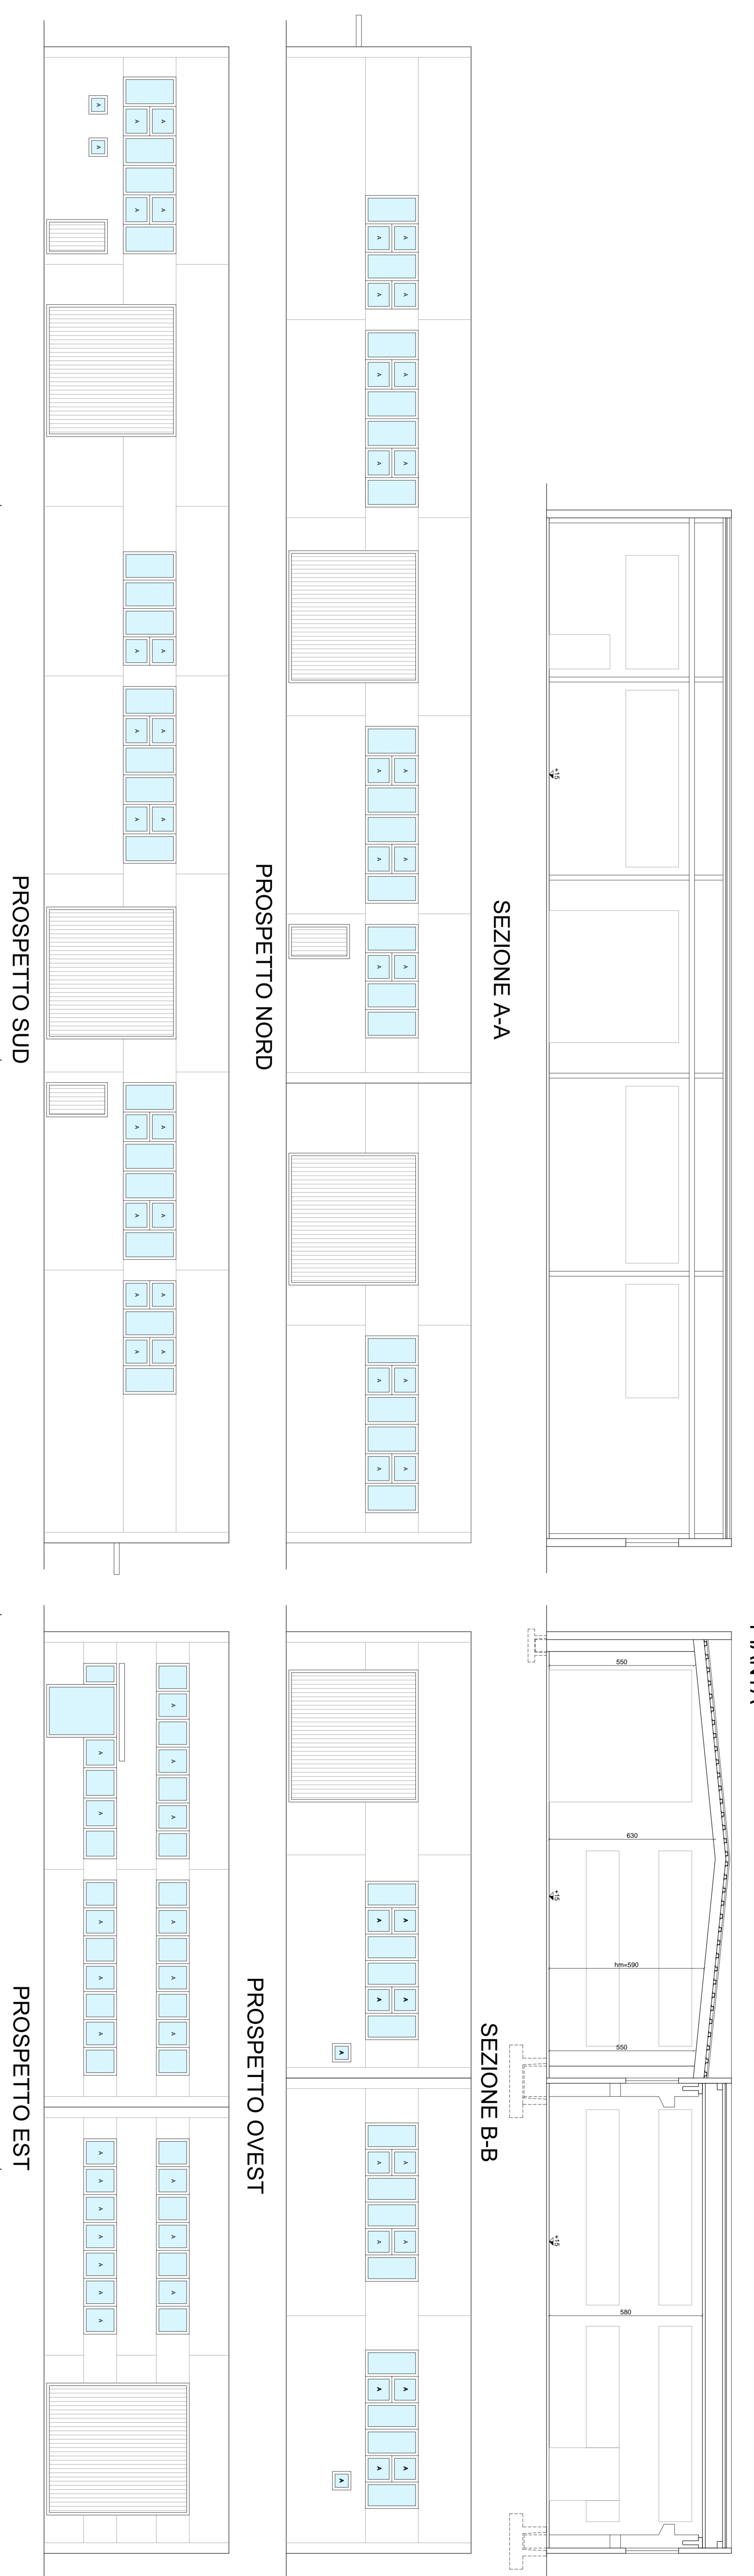 SEZIONE A-A
+15
PROSPETTO NORD
PROSPETTO SUD
550
630
+15
hm=590
550
+15
580
SEZIONE B-B
PROSPETTO OVEST
PROSPETTO EST